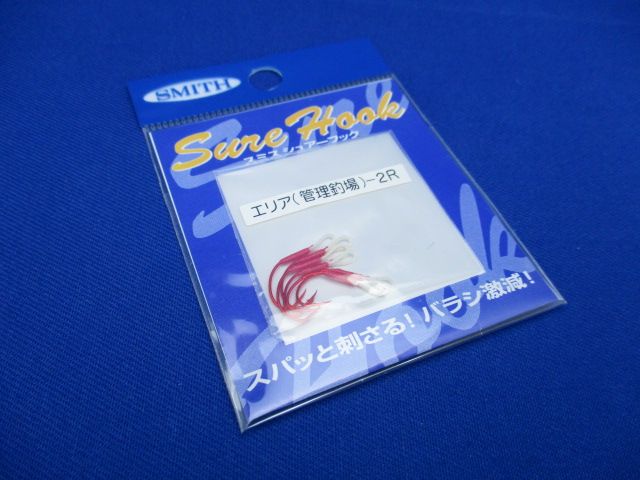 SMITH
Sure Hook
スミス シュアーフック
エリア(管理釣場)-2R
スパッと刺さる!バラシ激減!